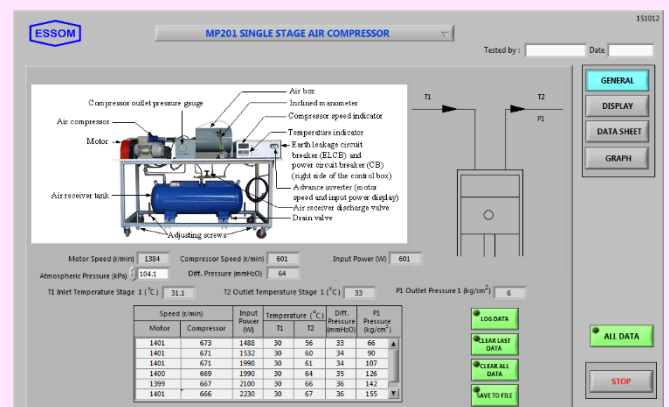 151012
ESSOM
MP201 SINGLE STAGE AIR COMPRESSOR
Tested by :
Date
GENERAL
DISPLAY
DATA SHEET
GRAPH
Air box
Compressor outlet pressure gauge
Inclined manometer
Compressor speed indicator
Air compressor
Temperature indicator
Motor
Earth leakage circuit
breaker (ELCB) and
power circuit breaker (CB)
(right side of the control box)
Advance inverter (motor
speed and input power display)
Air receiver tank
Air receiver discharge valve
Drain valve
Adjusting screws
T1
T2
P1
Motor Speed (r/min) 1384 Compressor Speed (r/min) 601 Input Power (W) 601
Atmospheric Pressure (kPa) 104.1 Diff. Pressure (mmH2O) 64
T1 Inlet Temperature Stage 1 (°C) 31.1 T2 Outlet Temperature Stage 1 (°C) 33 P1 Outlet Pressure 1 (kg/cm²) 6
Speed (r/min) Input Power (W) Temperature (°C) Diff. Pressure (mmH2O) P1 Pressure (kg/cm²)
Motor Compressor T1 T2
1401 673 1488 30 56 33 66
1401 671 1532 30 60 34 90
1401 671 1998 30 61 34 107
1400 669 1990 30 64 35 126
1399 667 2100 30 66 36 142
1401 666 2230 30 67 36 155
LOG DATA
CLEAR LAST
DATA
CLEAR ALL
DATA
SAVE TO FILE
ALL DATA
STOP